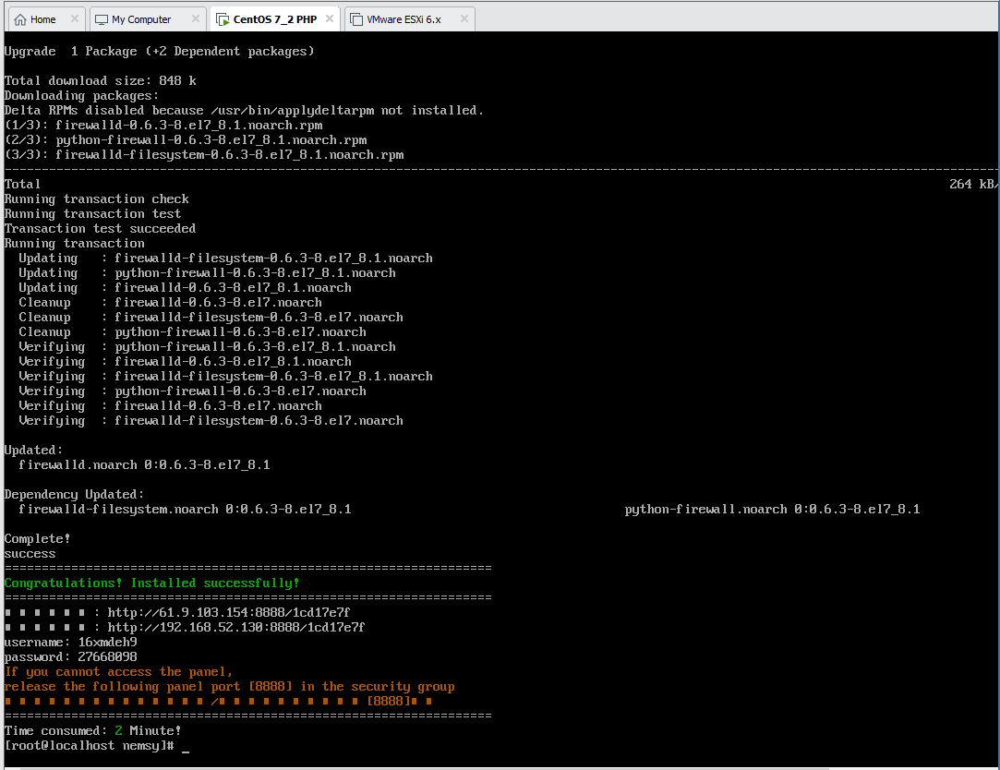 Home My Computer CentOS 7_2 PHP VMware ESXi 6.x
Upgrade 1 Package (+2 Dependent packages)
Total download size: 848 k
Downloading packages:
Delta RPMs disabled because /usr/bin/applydeltarpm not installed.
(1/3): firewalld-0.6.3-8.el7_8.1.noarch.rpm
(2/3): python-firewall-0.6.3-8.el7_8.1.noarch.rpm
(3/3): firewalld-filesystem-0.6.3-8.el7_8.1.noarch.rpm
Total 264 kB/
Running transaction check
Running transaction test
Transaction test succeeded
Running transaction
Updating : firewalld-filesystem-0.6.3-8.el7_8.1.noarch
Updating : python-firewall-0.6.3-8.el7_8.1.noarch
Updating : firewalld-0.6.3-8.el7_8.1.noarch
Cleanup : firewalld-0.6.3-8.el7.noarch
Cleanup : firewalld-filesystem-0.6.3-8.el7.noarch
Cleanup : python-firewall-0.6.3-8.el7.noarch
Verifying : python-firewall-0.6.3-8.el7_8.1.noarch
Verifying : firewalld-0.6.3-8.el7_8.1.noarch
Verifying : firewalld-filesystem-0.6.3-8.el7_8.1.noarch
Verifying : python-firewall-0.6.3-8.el7.noarch
Verifying : firewalld-0.6.3-8.el7.noarch
Verifying : firewalld-filesystem-0.6.3-8.el7.noarch
Updated:
firewalld.noarch 0:0.6.3-8.el7_8.1
Dependency Updated:
firewalld-filesystem.noarch 0:0.6.3-8.el7_8.1 python-firewall.noarch 0:0.6.3-8.el7_8.1
Complete!
success
==================================================================
Congratulations! Installed successfully!
==================================================================
∎ ∎ ∎ ∎ ∎ ∎ : http://61.9.103.154:8888/1cd17e7f
∎ ∎ ∎ ∎ ∎ ∎ : http://192.168.52.130:8888/1cd17e7f
username: 16xmdeh9
password: 27668098
If you cannot access the panel,
release the following panel port [8888] in the security group
∎ ∎ ∎ ∎ ∎ ∎ ∎ ∎ ∎ ∎ ∎ ∎ ∎ ∎ /∎ ∎ ∎ ∎ ∎ ∎ ∎ ∎ ∎ ∎ [8888]∎ ∎
==================================================================
Time consumed: 2 Minute!
[root@localhost nemsy]# _